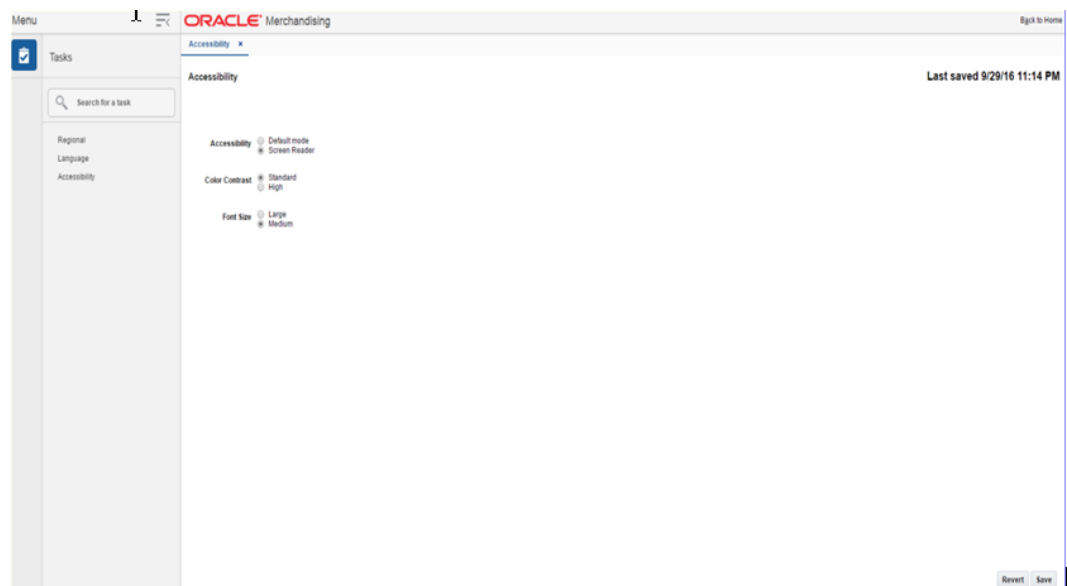 Menu
ORACLE® Merchandising
Back to Home
Tasks
Search for a task
Regional
Language
Accessibility
Accessibility ×
Accessibility
Last saved 9/29/16 11:14 PM
Accessibility
Default mode
Screen Reader
Color Contrast
Standard
High
Font Size
Large
Medium
Revert Save